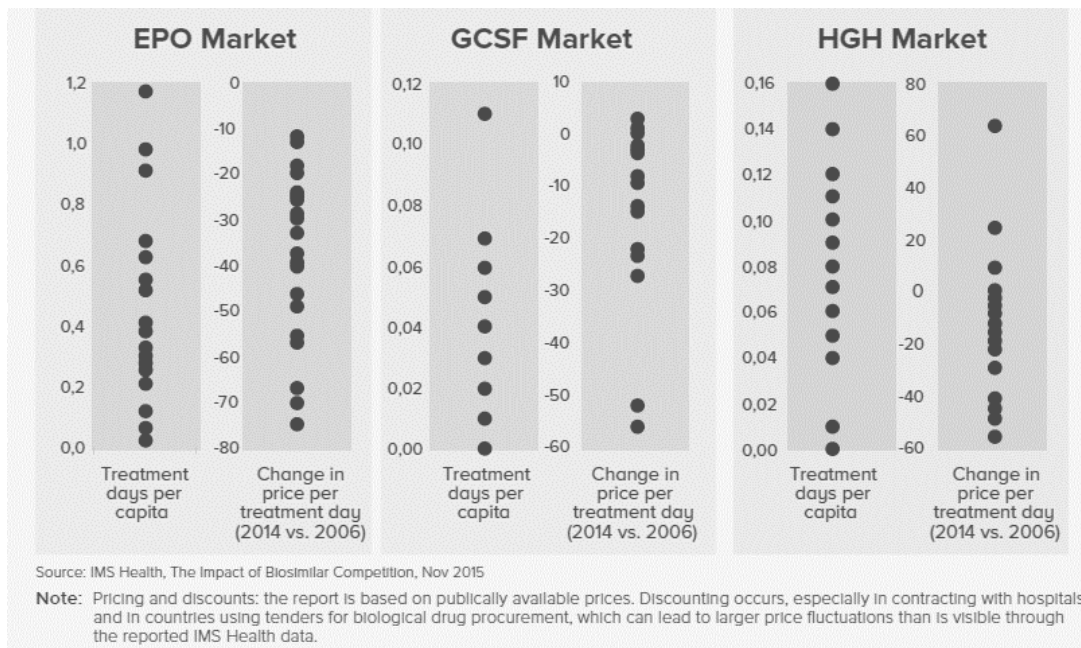 EPO Market
1,2
1,0
0,8
0,6
0,4
0,2
0,0
0
-10
-20
-30
-40
-50
-60
-70
-80
Treatment
days per
capita
Change in
price per
treatment day
(2014 vs. 2006)
GCSF Market
0,12
0,10
0,08
0,06
0,04
0,02
0,00
10
0
-10
-20
-30
-40
-50
-60
Treatment
days per
capita
Change in
price per
treatment day
(2014 vs. 2006)
HGH Market
0,16
0,14
0,12
0,10
0,08
0,06
0,04
0,02
0,00
80
60
40
20
0
-20
-40
-60
Treatment
days per
capita
Change in
price per
treatment day
(2014 vs. 2006)
Source: IMS Health, The Impact of Biosimilar Competition, Nov 2015
Note: Pricing and discounts: the report is based on publically available prices. Discounting occurs, especially in contracting with hospitals
and in countries using tenders for biological drug procurement, which can lead to larger price fluctuations than is visible through
the reported IMS Health data.